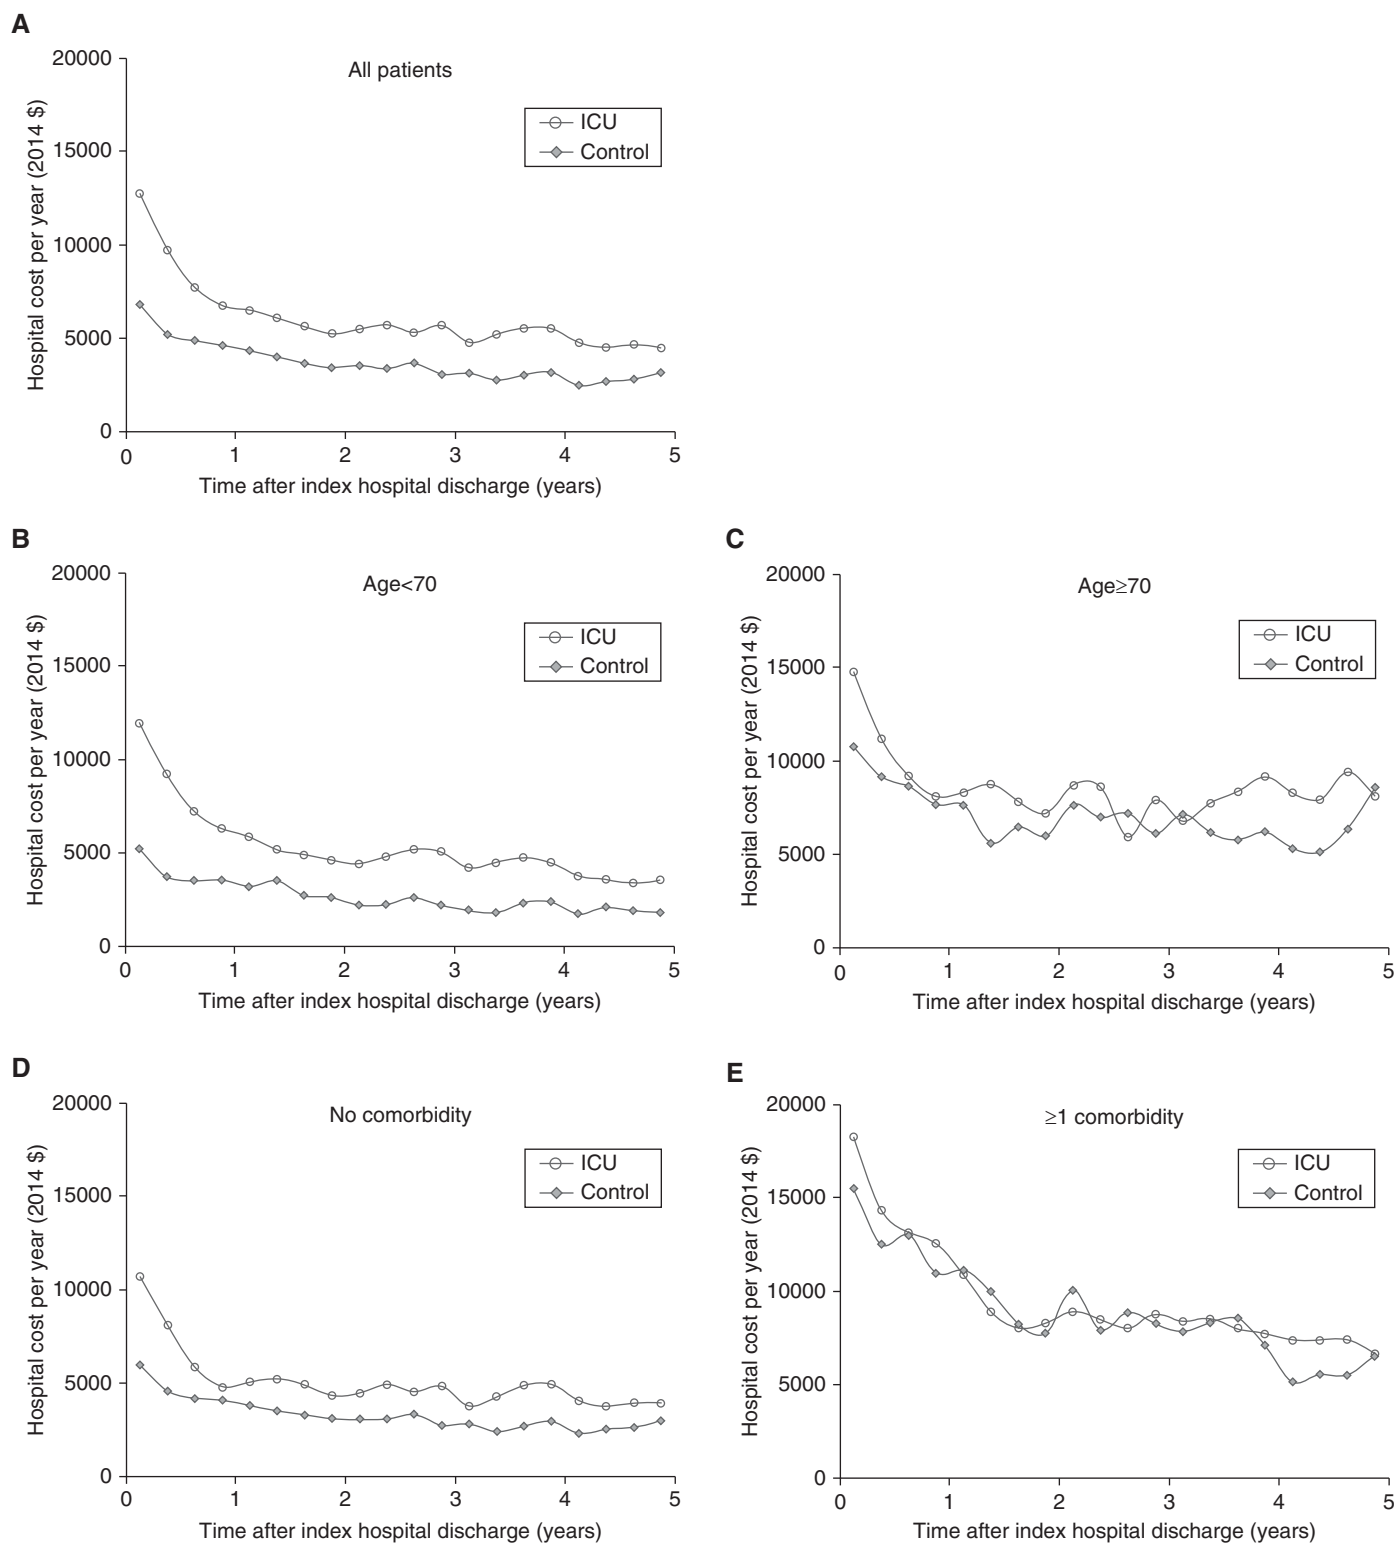 A
All patients
Hospital cost per year (2014 $)
20000
15000
10000
5000
0
ICU
Control
0 1 2 3 4 5
Time after index hospital discharge (years)
B
Age<70
Hospital cost per year (2014 $)
20000
15000
10000
5000
0
ICU
Control
0 1 2 3 4 5
Time after index hospital discharge (years)
C
Age≥70
Hospital cost per year (2014 $)
20000
15000
10000
5000
0
ICU
Control
0 1 2 3 4 5
Time after index hospital discharge (years)
D
No comorbidity
Hospital cost per year (2014 $)
20000
15000
10000
5000
0
ICU
Control
0 1 2 3 4 5
Time after index hospital discharge (years)
E
≥1 comorbidity
Hospital cost per year (2014 $)
20000
15000
10000
5000
0
ICU
Control
0 1 2 3 4 5
Time after index hospital discharge (years)